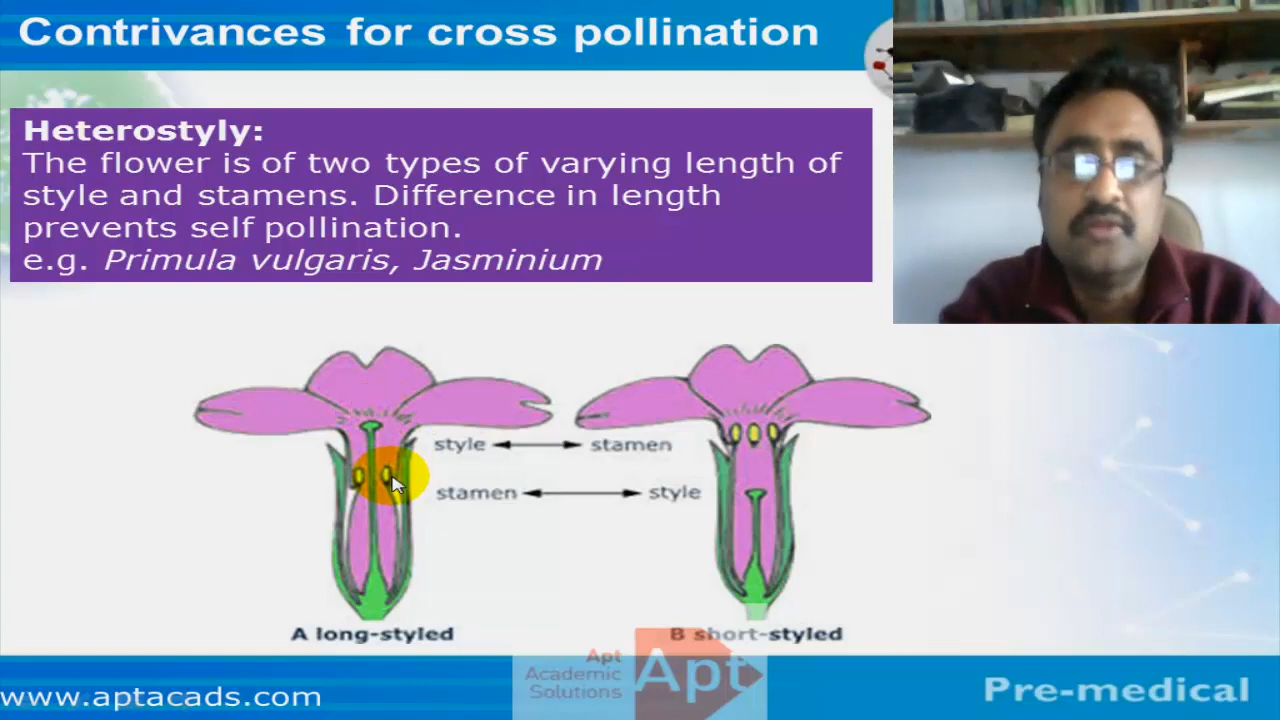 Contrivances for cross pollination
Heterostyly:
The flower is of two types of varying length of
style and stamens. Difference in length
prevents self pollination.
e.g. Primula vulgaris, Jasminium
style
stamen
stamen
style
A long-styled
B short-styled
Apt
Academic
Solutions
Apt
www.aptacads.com
Pre-medical